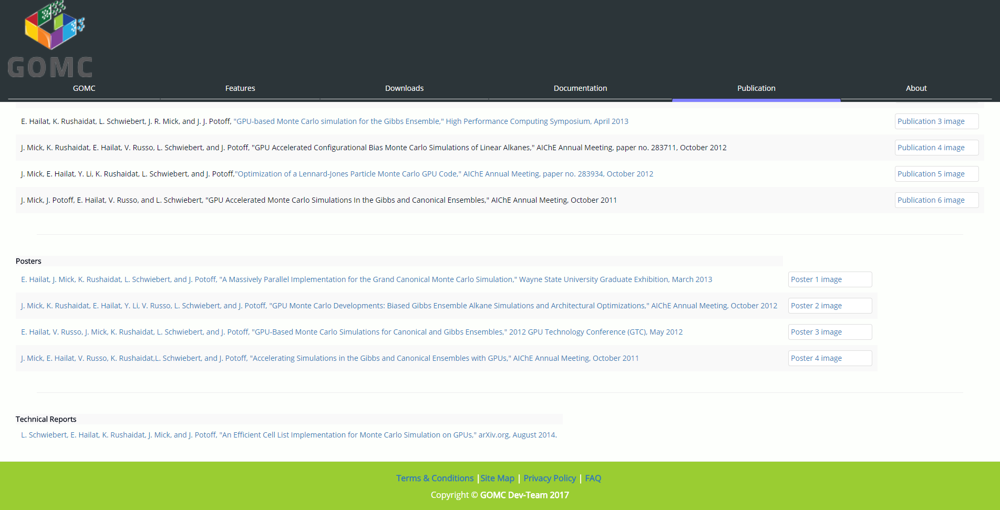 GOMC
GOMC Features Downloads Documentation Publication About
E. Hailat, K. Rushaidat, L. Schwiebert, J. R. Mick, and J. J. Potoff, "GPU-based Monte Carlo simulation for the Gibbs Ensemble," High Performance Computing Symposium, April 2013 Publication 3 image
J. Mick, K. Rushaidat, E. Hailat, V. Russo, L. Schwiebert, and J. Potoff, "GPU Accelerated Configurational Bias Monte Carlo Simulations of Linear Alkanes," AIChE Annual Meeting, paper no. 283711, October 2012 Publication 4 image
J. Mick, E. Hailat, Y. Li, K. Rushaidat, L. Schwiebert, and J. Potoff,"Optimization of a Lennard-Jones Particle Monte Carlo GPU Code," AIChE Annual Meeting, paper no. 283934, October 2012 Publication 5 image
J. Mick, J. Potoff, E. Hailat, V. Russo, and L. Schwiebert, "GPU Accelerated Monte Carlo Simulations In the Gibbs and Canonical Ensembles," AIChE Annual Meeting, October 2011 Publication 6 image
Posters
E. Hailat, J. Mick, K. Rushaidat, L. Schwiebert, and J. Potoff, "A Massively Parallel Implementation for the Grand Canonical Monte Carlo Simulation," Wayne State University Graduate Exhibition, March 2013 Poster 1 image
J. Mick, K. Rushaidat, E. Hailat, Y. Li, V. Russo, L. Schwiebert, and J. Potoff, "GPU Monte Carlo Developments: Biased Gibbs Ensemble Alkane Simulations and Architectural Optimizations," AIChE Annual Meeting, October 2012 Poster 2 image
E. Hailat, V. Russo, J. Mick, K. Rushaidat, L. Schwiebert, and J. Potoff, "GPU-Based Monte Carlo Simulations for Canonical and Gibbs Ensembles," 2012 GPU Technology Conference (GTC), May 2012 Poster 3 image
J. Mick, E. Hailat, V. Russo, K. Rushaidat,L. Schwiebert, and J. Potoff, "Accelerating Simulations in the Gibbs and Canonical Ensembles with GPUs," AIChE Annual Meeting, October 2011 Poster 4 image
Technical Reports
L. Schwiebert, E. Hailat, K. Rushaidat, J. Mick, and J. Potoff, "An Efficient Cell List Implementation for Monte Carlo Simulation on GPUs," arXiv.org, August 2014.
Terms & Conditions |Site Map | Privacy Policy | FAQ
Copyright © GOMC Dev-Team 2017